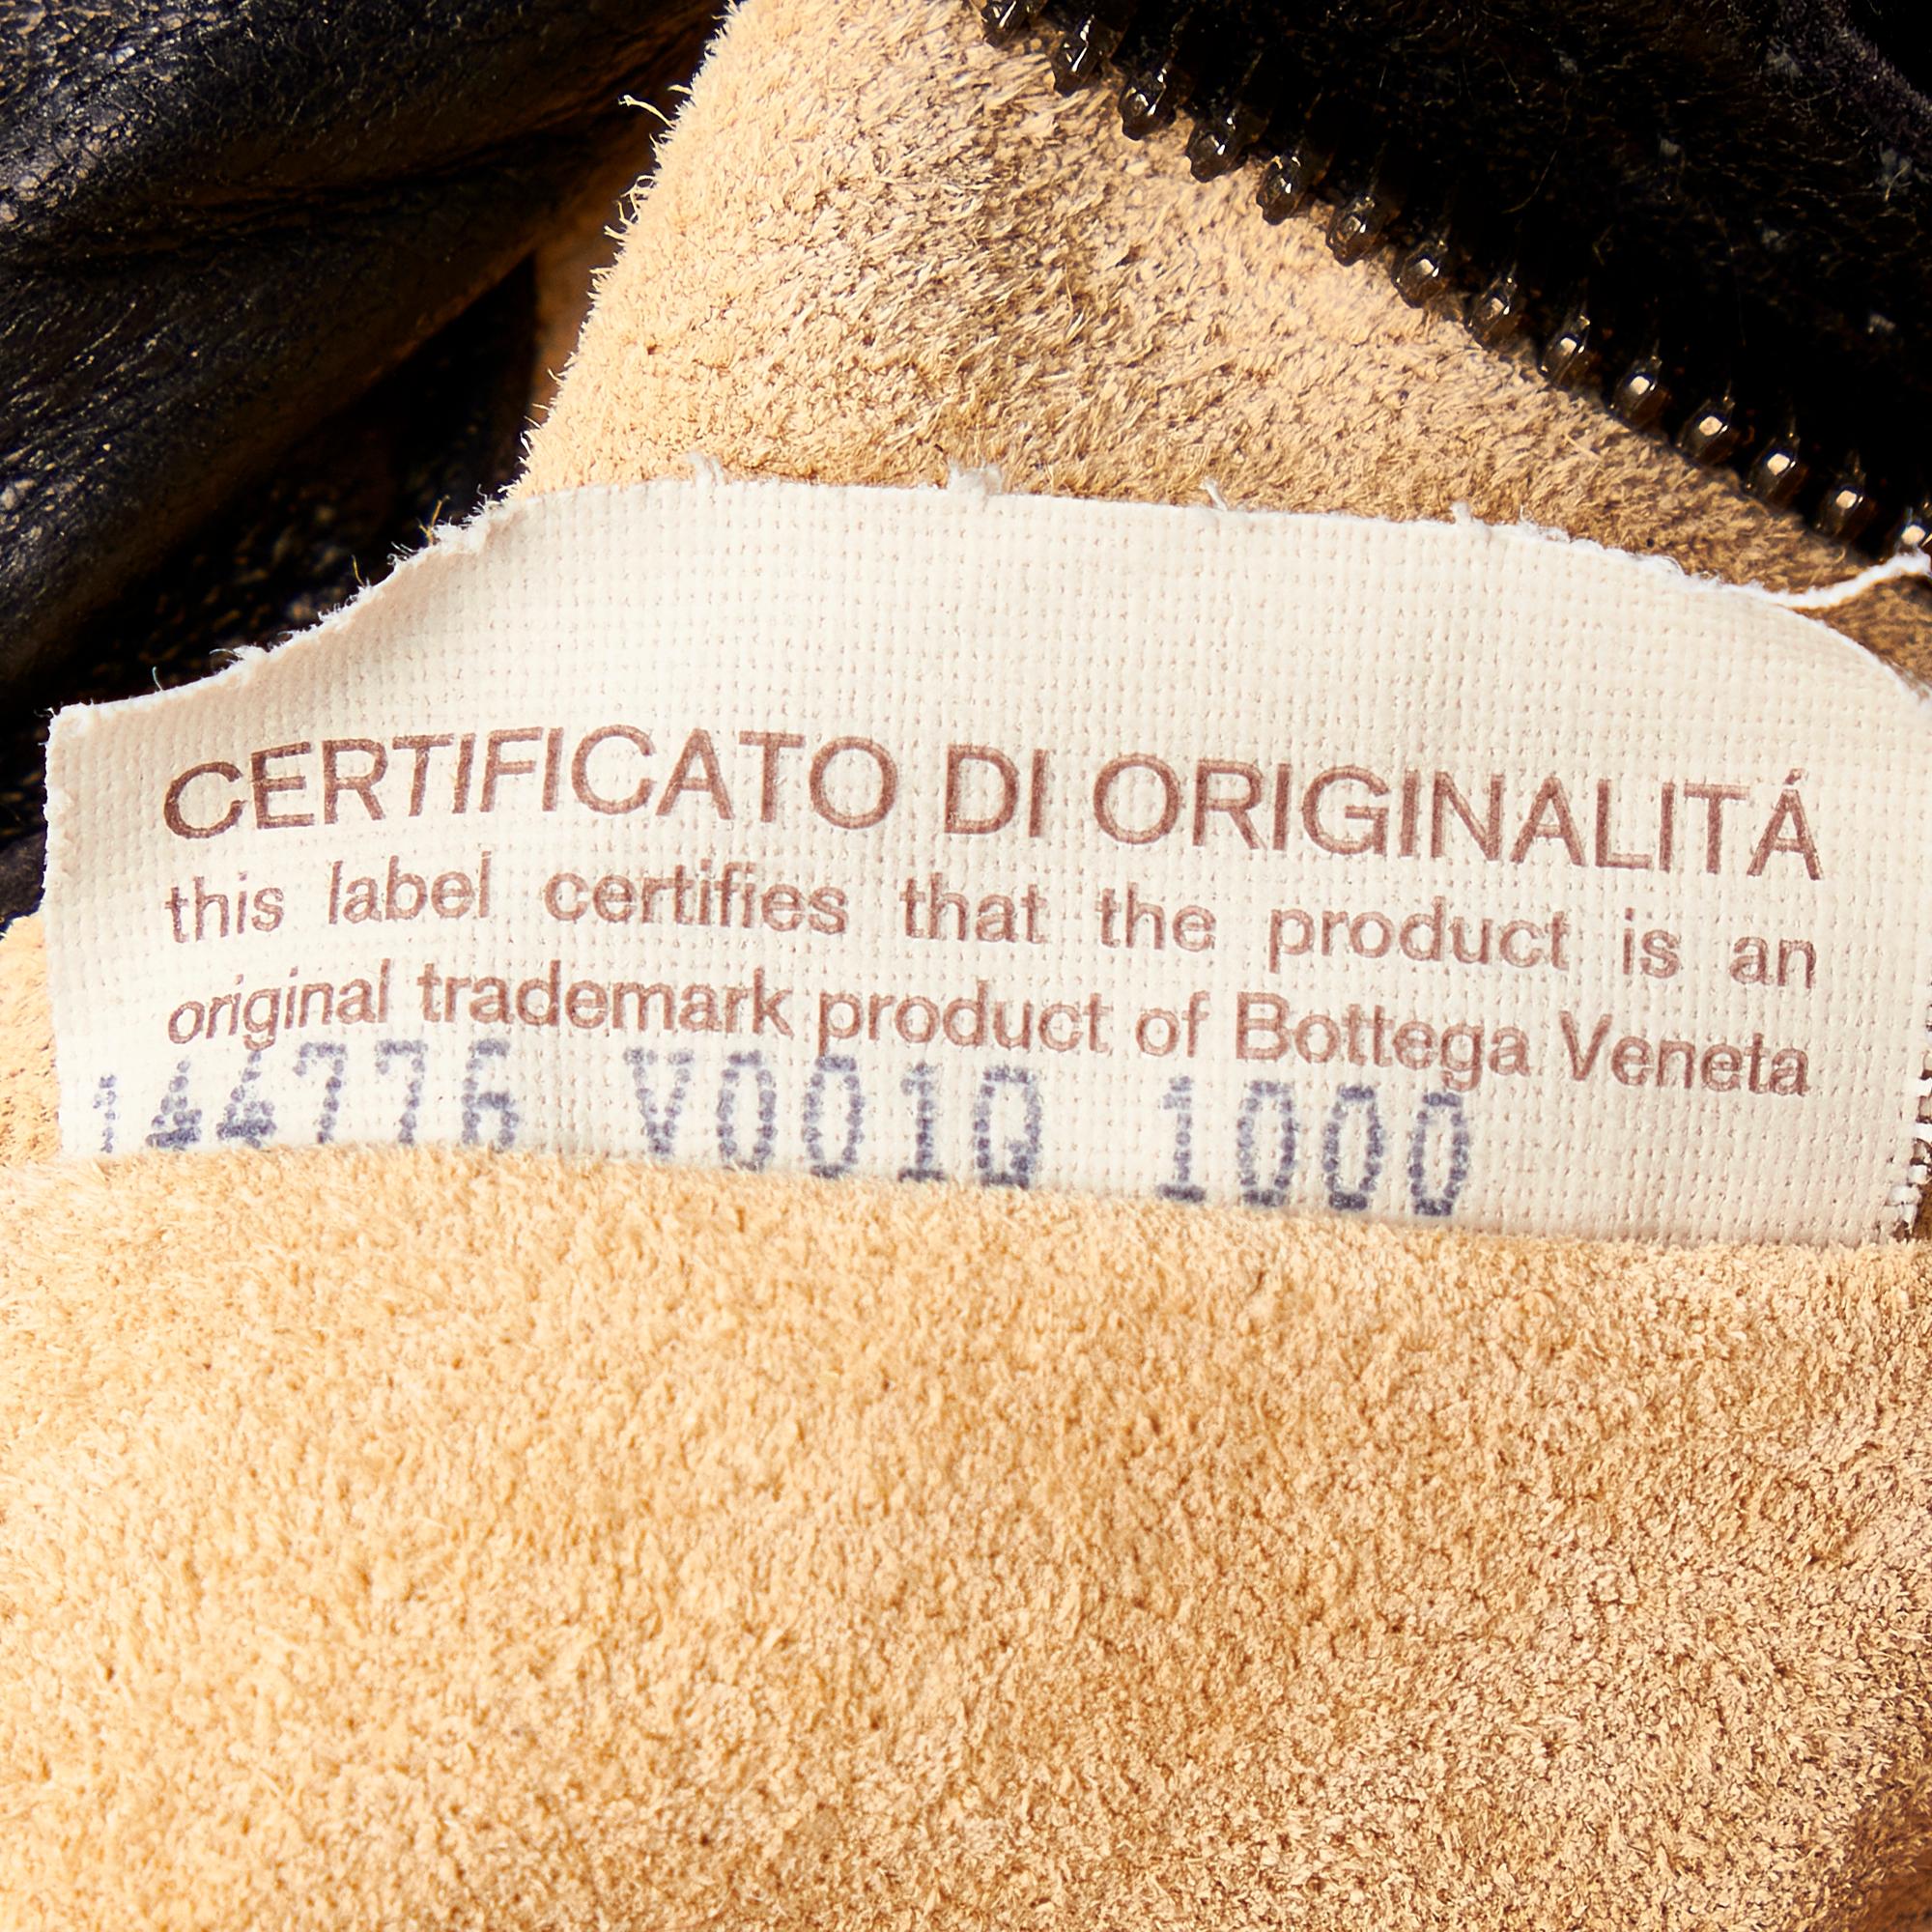 CERTIFICATO DI ORIGINALITÁ
this label certifies that the product is an
original trademark product of Bottega Veneta
144776 V001Q 1000